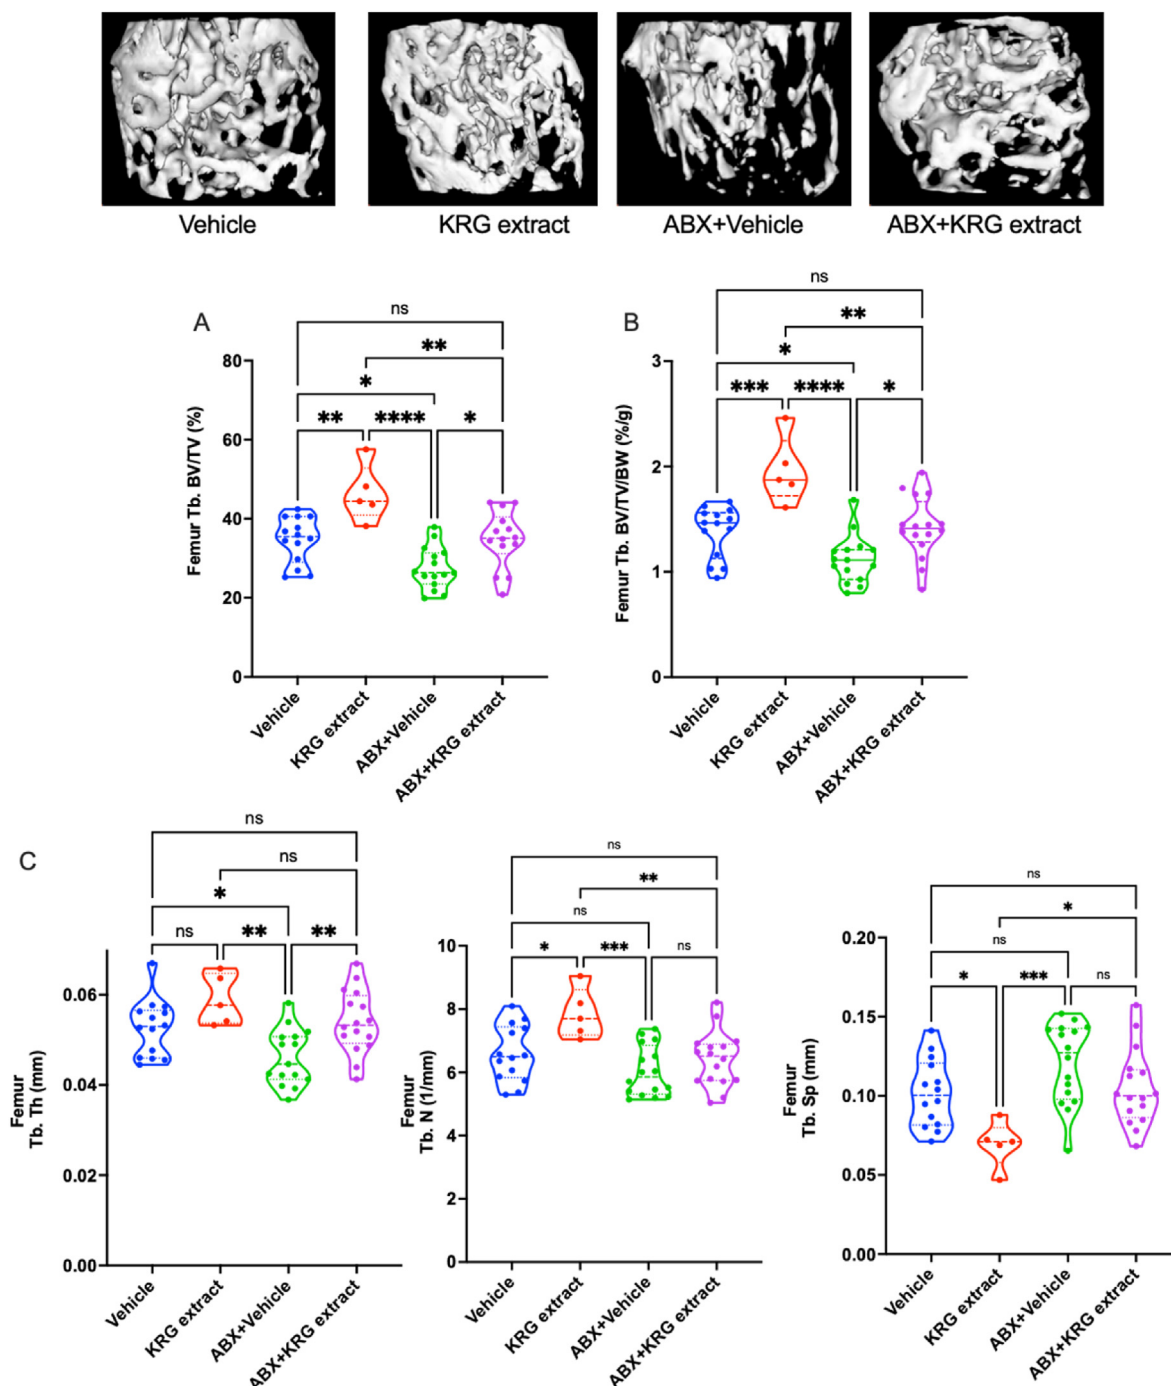 Vehicle
KRG extract
ABX+Vehicle
ABX+KRG extract
A
ns
**
*
**
****
*
Femur Tb. BV/TV (%)
80
60
40
20
0
Vehicle
KRG extract
ABX+Vehicle
ABX+KRG extract
B
ns
**
*
***
****
*
Femur Tb. BV/TV/BW (%/g)
3
2
1
0
Vehicle
KRG extract
ABX+Vehicle
ABX+KRG extract
C
ns
ns
*
ns
**
**
Femur
Tb. Th (mm)
0.06
0.04
0.02
0.00
Vehicle
KRG extract
ABX+Vehicle
ABX+KRG extract
ns
**
ns
*
***
ns
Femur
Tb. N (1/mm)
10
8
6
4
2
0
Vehicle
KRG extract
ABX+Vehicle
ABX+KRG extract
ns
*
ns
*
***
ns
Femur
Tb. Sp (mm)
0.20
0.15
0.10
0.05
0.00
Vehicle
KRG extract
ABX+Vehicle
ABX+KRG extract